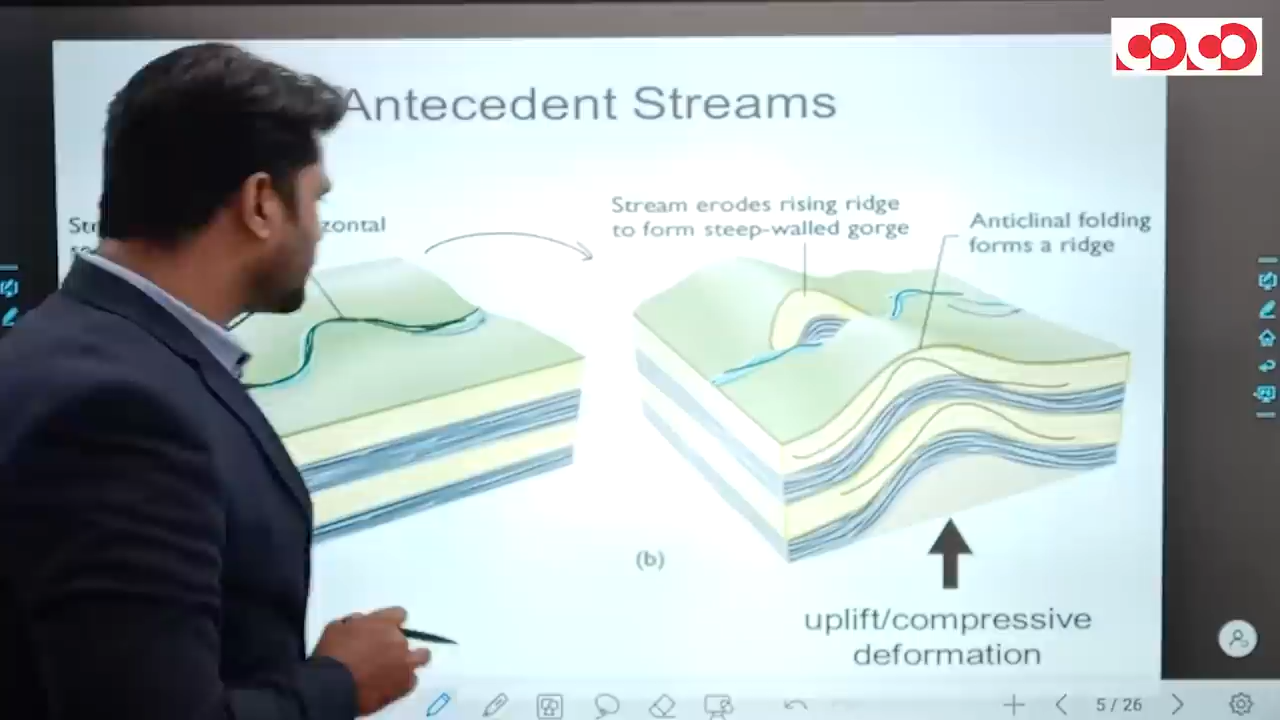 Antecedent Streams
zontal
Stream erodes rising ridge
to form steep-walled gorge
Anticlinal folding
forms a ridge
(b)
uplift/compressive
deformation
5 / 26